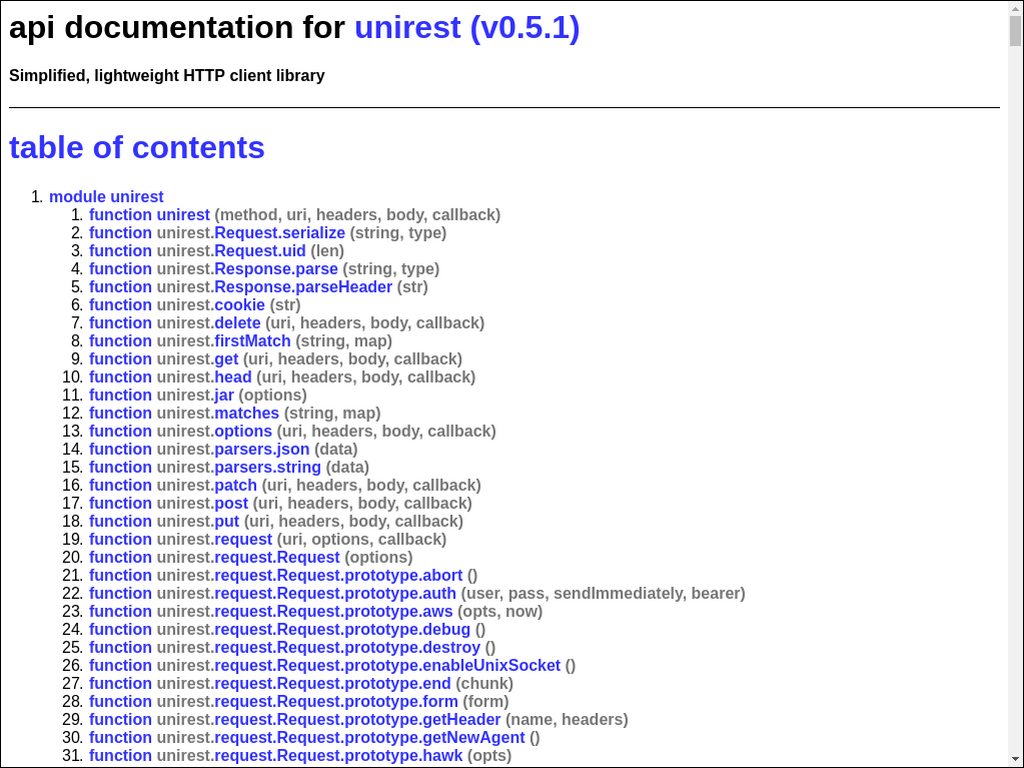 api documentation for unirest (v0.5.1)
Simplified, lightweight HTTP client library
table of contents
1. module unirest
1. function unirest (method, uri, headers, body, callback)
2. function unirest.Request.serialize (string, type)
3. function unirest.Request.uid (len)
4. function unirest.Response.parse (string, type)
5. function unirest.Response.parseHeader (str)
6. function unirest.cookie (str)
7. function unirest.delete (uri, headers, body, callback)
8. function unirest.firstMatch (string, map)
9. function unirest.get (uri, headers, body, callback)
10. function unirest.head (uri, headers, body, callback)
11. function unirest.jar (options)
12. function unirest.matches (string, map)
13. function unirest.options (uri, headers, body, callback)
14. function unirest.parsers.json (data)
15. function unirest.parsers.string (data)
16. function unirest.patch (uri, headers, body, callback)
17. function unirest.post (uri, headers, body, callback)
18. function unirest.put (uri, headers, body, callback)
19. function unirest.request (uri, options, callback)
20. function unirest.request.Request (options)
21. function unirest.request.Request.prototype.abort ()
22. function unirest.request.Request.prototype.auth (user, pass, sendImmediately, bearer)
23. function unirest.request.Request.prototype.aws (opts, now)
24. function unirest.request.Request.prototype.debug ()
25. function unirest.request.Request.prototype.destroy ()
26. function unirest.request.Request.prototype.enableUnixSocket ()
27. function unirest.request.Request.prototype.end (chunk)
28. function unirest.request.Request.prototype.form (form)
29. function unirest.request.Request.prototype.getHeader (name, headers)
30. function unirest.request.Request.prototype.getNewAgent ()
31. function unirest.request.Request.prototype.hawk (opts)